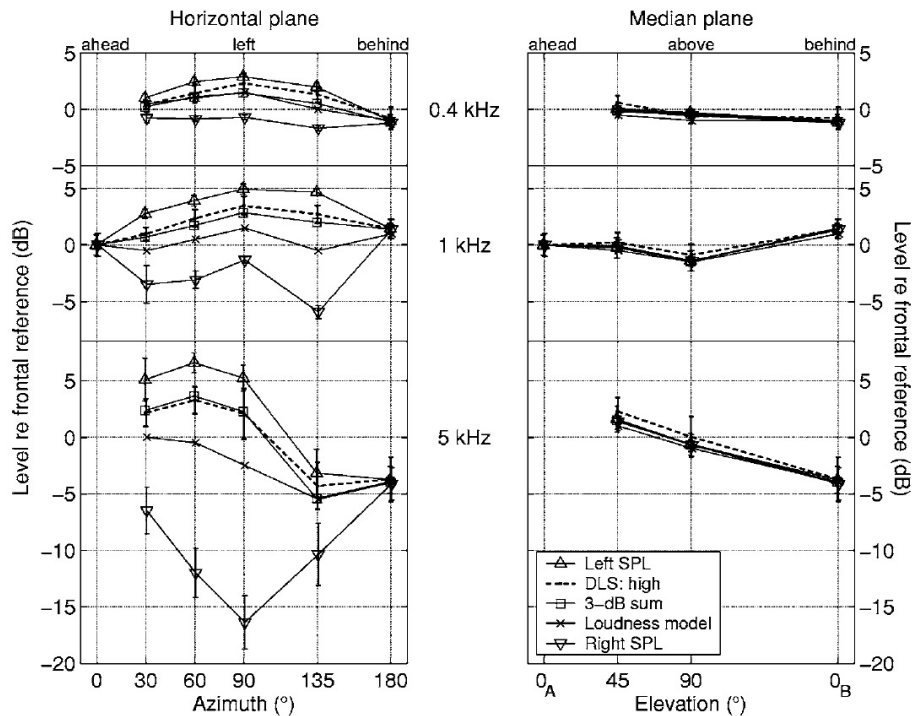 Horizontal plane
Median plane
ahead left behind
ahead above behind
5
0
−5
5
0
−5
5
0
−5
−10
−15
−20
0.4 kHz
1 kHz
5 kHz
5
0
−5
5
0
−5
5
0
−5
−10
−15
−20
Level re frontal reference (dB)
Level re frontal reference (dB)
Left SPL
DLS: high
3−dB sum
Loudness model
Right SPL
0 30 60 90 135 180
Azimuth (°)
0A 45 90 0B
Elevation (°)